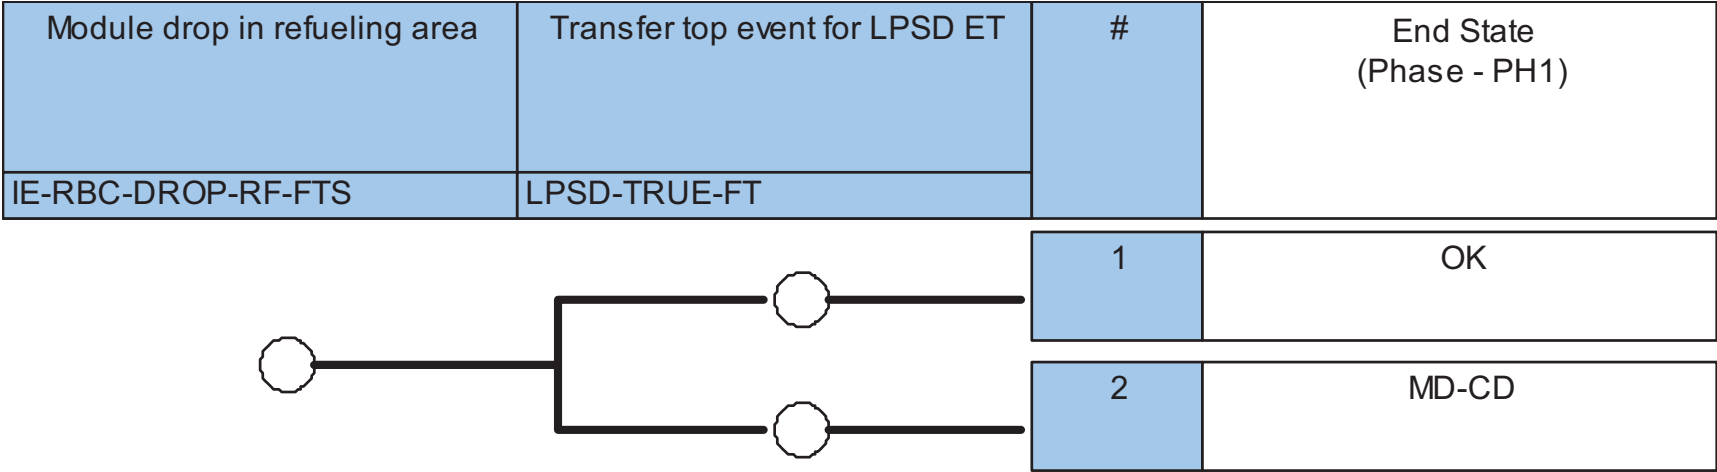 Module drop in refueling area
Transfer top event for LPSD ET
#
End State
(Phase - PH1)
IE-RBC-DROP-RF-FTS
LPSD-TRUE-FT
1
OK
2
MD-CD